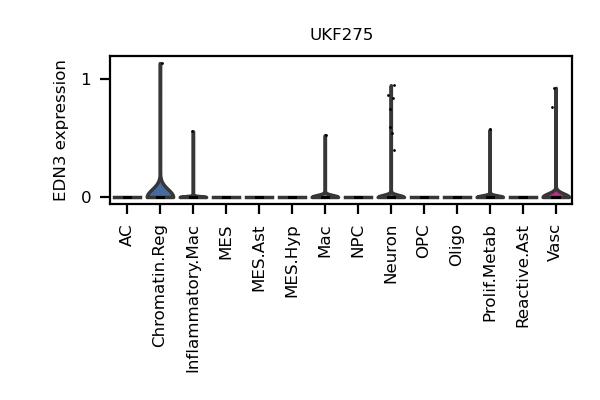 UKF275
EDN3 expression
1
0
AC
Chromatin.Reg
Inflammatory.Mac
MES
MES.Ast
MES.Hyp
Mac
NPC
Neuron
OPC
Oligo
Prolif.Metab
Reactive.Ast
Vasc